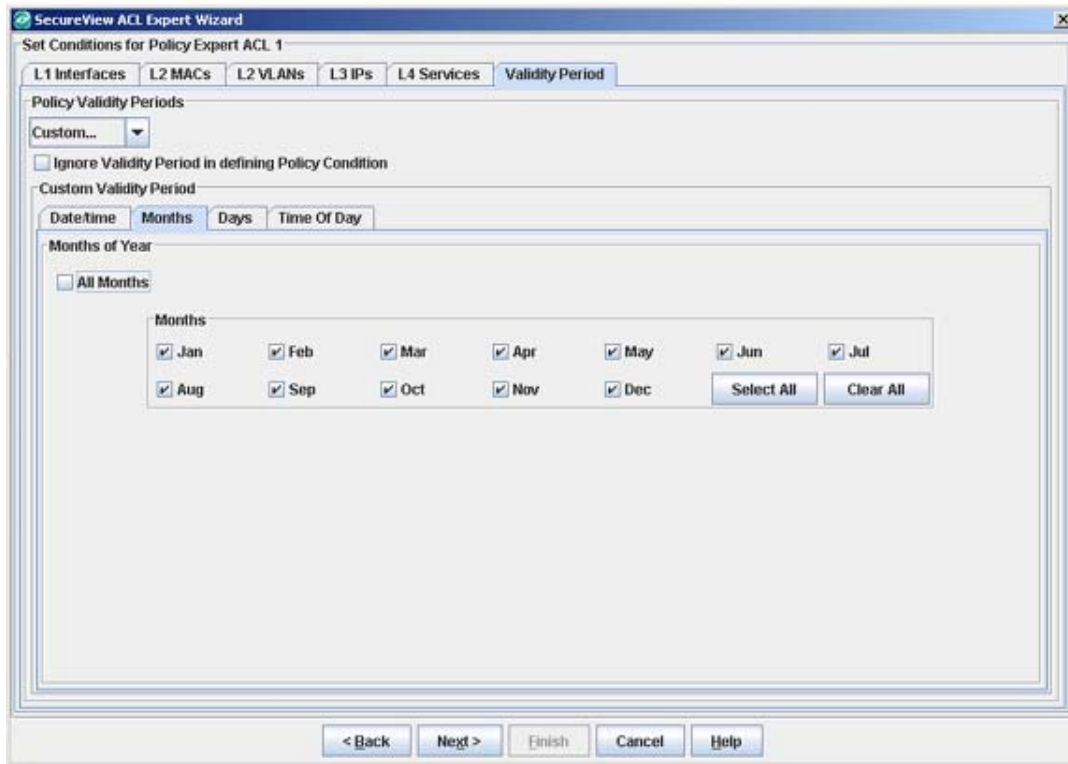 SecureView ACL Expert Wizard
Set Conditions for Policy Expert ACL 1
L1 Interfaces L2 MACs L2 VLANs L3 IPs L4 Services Validity Period
Policy Validity Periods
Custom...
Ignore Validity Period in defining Policy Condition
Custom Validity Period
Date/time Months Days Time Of Day
Months of Year
All Months
Months
Jan Feb Mar Apr May Jun Jul
Aug Sep Oct Nov Dec Select All Clear All
< Back Next > Finish Cancel Help